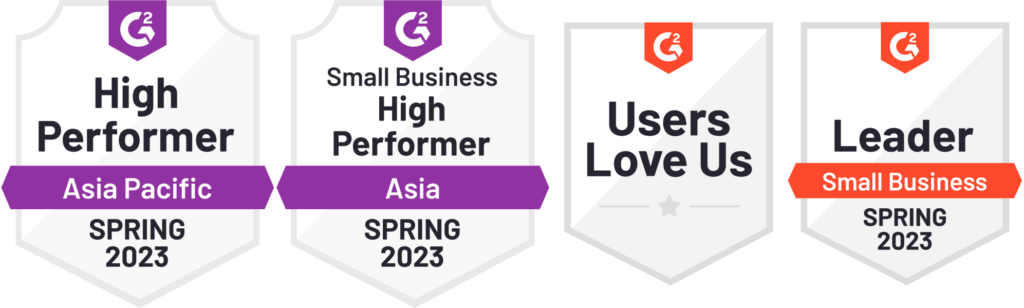 G2
High
Performer
Asia Pacific
SPRING
2023
G2
Small Business
High
Performer
Asia
SPRING
2023
G2
Users
Love Us
G2
Leader
Small Business
SPRING
2023